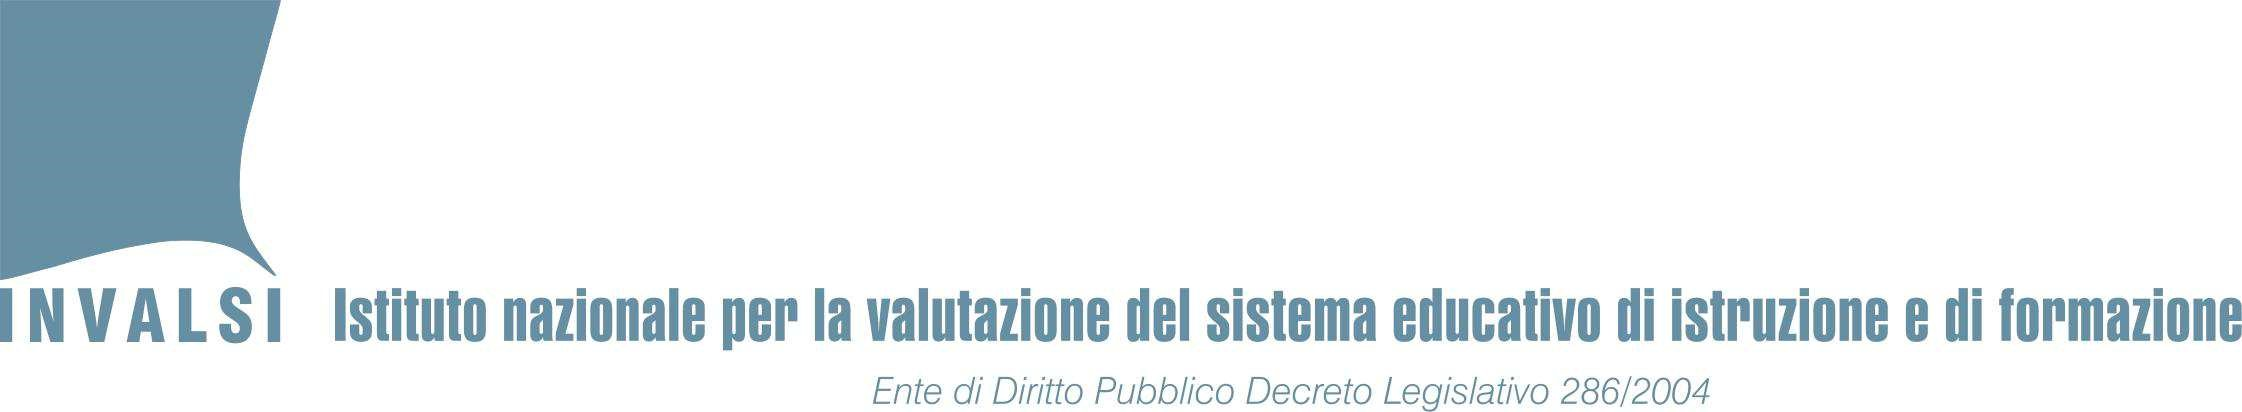 INVALSI Istituto nazionale per la valutazione del sistema educativo di istruzione e di formazione
Ente di Diritto Pubblico Decreto Legislativo 286/2004